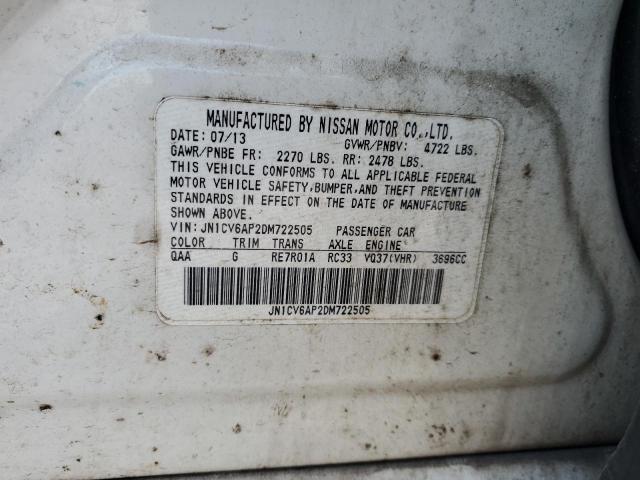 MANUFACTURED BY NISSAN MOTOR CO.,LTD.
DATE: 07/13 GVWR/PNBV: 4722 LBS.
GAWR/PNBE FR: 2270 LBS. RR: 2478 LBS.
THIS VEHICLE CONFORMS TO ALL APPLICABLE FEDERAL
MOTOR VEHICLE SAFETY,BUMPER,AND THEFT PREVENTION
STANDARDS IN EFFECT ON THE DATE OF MANUFACTURE
SHOWN ABOVE.
VIN: JN1CV6AP2DM722505 PASSENGER CAR
COLOR TRIM TRANS AXLE ENGINE
QAA G RE7R01A RC33 VQ37(VHR) 3696CC
JN1CV6AP2DM722505